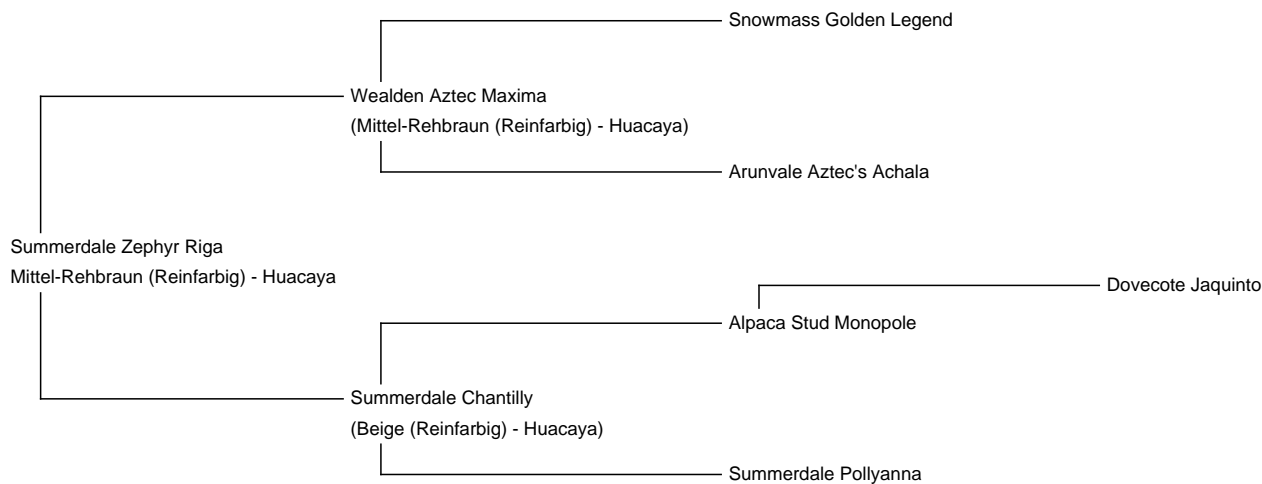 Snowmass Golden Legend
Wealden Aztec Maxima
(Mittel-Rehbraun (Reinfarbig) - Huacaya)
Arunvale Aztec's Achala
Summerdale Zephyr Riga
Mittel-Rehbraun (Reinfarbig) - Huacaya
Dovecote Jaquinto
Alpaca Stud Monopole
Summerdale Chantilly
(Beige (Reinfarbig) - Huacaya)
Summerdale Pollyanna